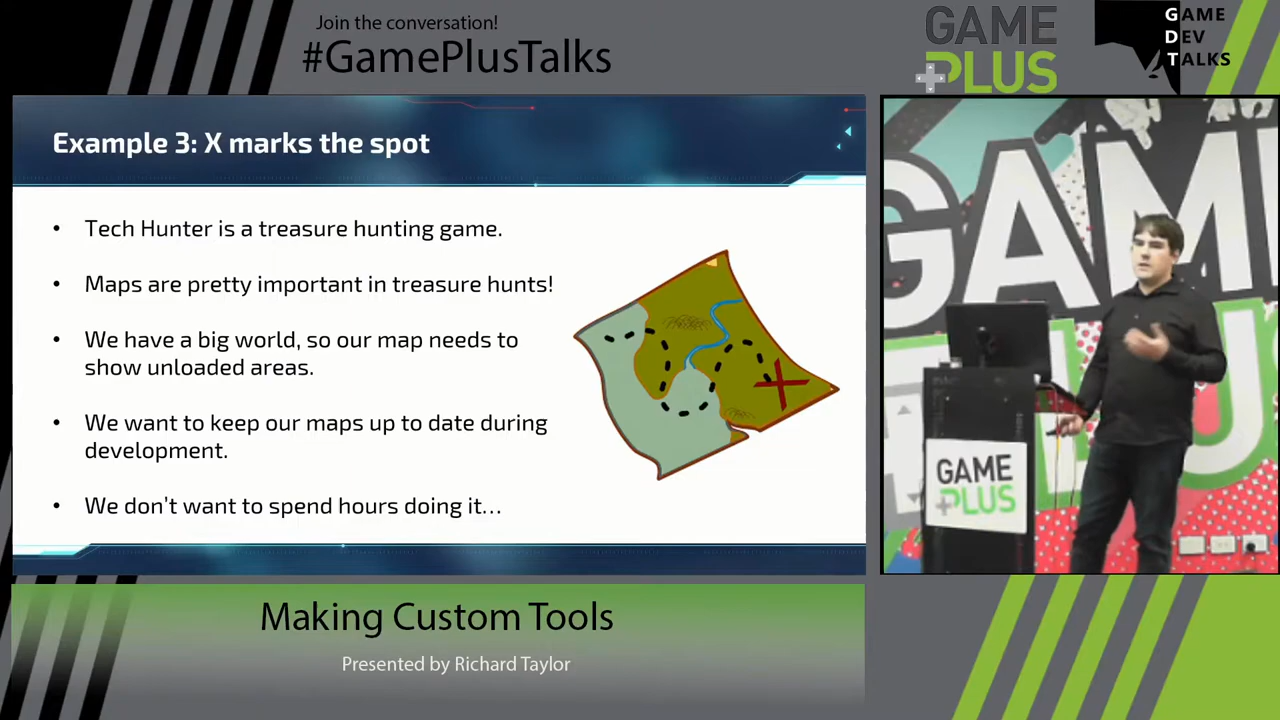 Join the conversation!
#GamePlusTalks
GAME
PLUS
GAME
DEV
TALKS
Example 3: X marks the spot
• Tech Hunter is a treasure hunting game.
• Maps are pretty important in treasure hunts!
• We have a big world, so our map needs to
show unloaded areas.
• We want to keep our maps up to date during
development.
• We don't want to spend hours doing it…
GAM
GAME
PLUS
Making Custom Tools
Presented by Richard Taylor